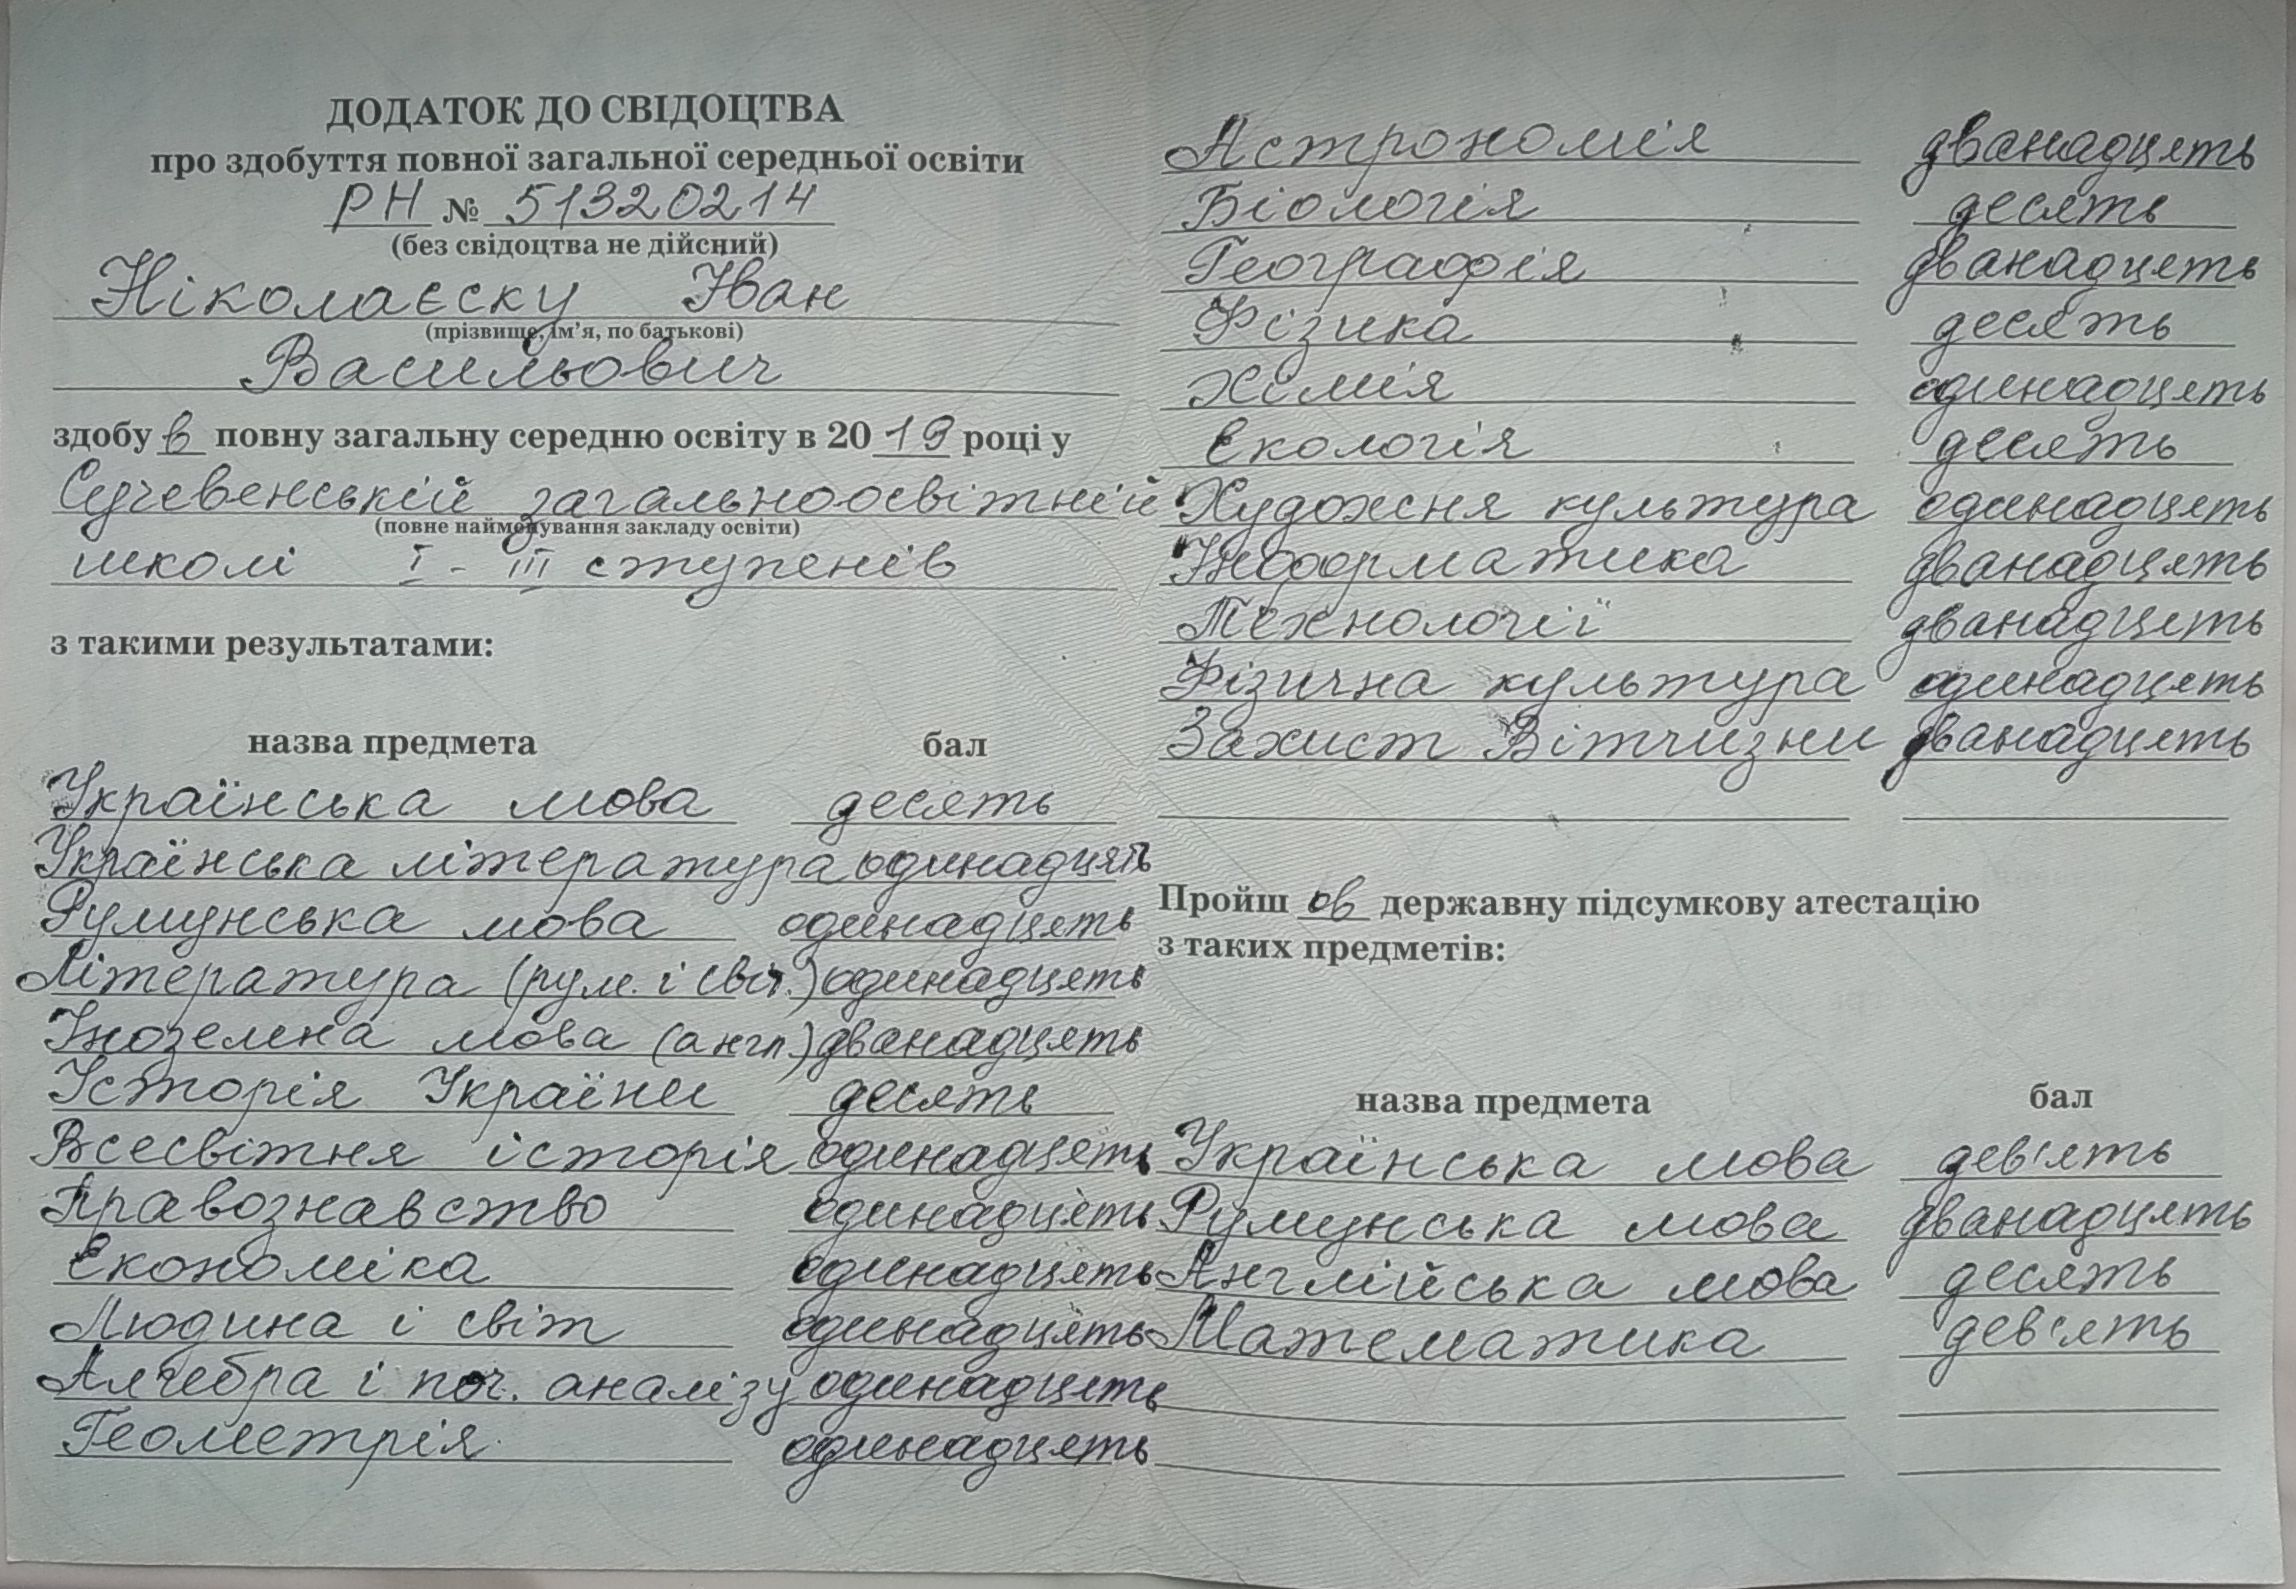 ДОДАТОК ДО СВІДОЦТВА
про здобуття повної загальної середньої освіти
РН № 51320214
(без свідоцтва не дійсний)
Ніколаєску Іван
(прізвище, ім'я, по батькові)
Васильович
здобу в повну загальну середню освіту в 20 19 році у
Сучевенській загальноосвітній
(повне найменування закладу освіти)
школі І - ІІІ ступенів
з такими результатами:
назва предмета бал
Українська мова десять
Українська література одинадцять
Румунська мова одинадцять
Література (рум. і світ.) одинадцять
Іноземна мова (англ.) дванадцять
Історія України десять
Всесвітня історія одинадцять
Правознавство одинадцять
Економіка одинадцять
Людина і світ одинадцять
Алгебра і поч. аналізу одинадцять
Геометрія одинадцять
Астрономія дванадцять
Біологія десять
Географія дванадцять
Фізика десять
Хімія одинадцять
Екологія десять
Художня культура одинадцять
Інформатика дванадцять
Технології дванадцять
Фізична культура одинадцять
Захист Вітчизни дванадцять
Пройш ов державну підсумкову атестацію
з таких предметів:
назва предмета бал
Українська мова дев'ять
Румунська мова дванадцять
Англійська мова десять
Математика дев'ять